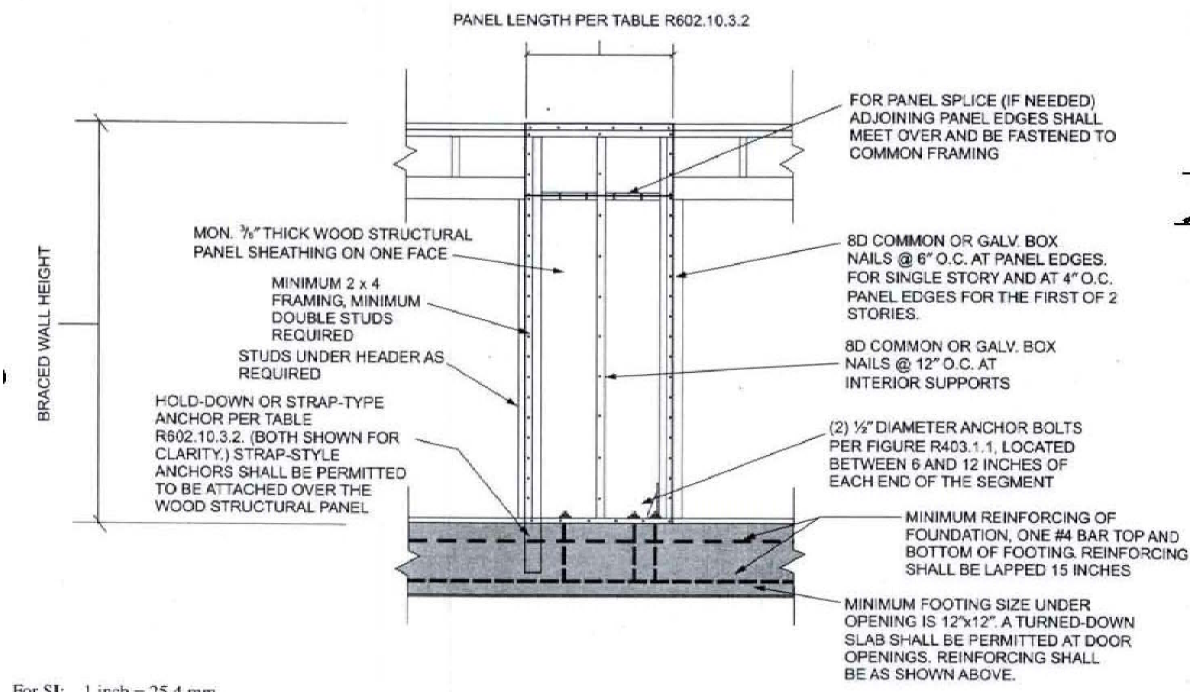 PANEL LENGTH PER TABLE R602.10.3.2
FOR PANEL SPLICE (IF NEEDED)
ADJOINING PANEL EDGES SHALL
MEET OVER AND BE FASTENED TO
COMMON FRAMING
MON. 3/8" THICK WOOD STRUCTURAL
PANEL SHEATHING ON ONE FACE
8D COMMON OR GALV. BOX
NAILS @ 6" O.C. AT PANEL EDGES.
FOR SINGLE STORY AND AT 4" O.C.
PANEL EDGES FOR THE FIRST OF 2
STORIES.
MINIMUM 2 x 4
FRAMING, MINIMUM
DOUBLE STUDS
REQUIRED
BRACED WALL HEIGHT
8D COMMON OR GALV. BOX
NAILS @ 12" O.C. AT
INTERIOR SUPPORTS
STUDS UNDER HEADER AS
REQUIRED
HOLD-DOWN OR STRAP-TYPE
ANCHOR PER TABLE
R602.10.3.2. (BOTH SHOWN FOR
CLARITY.) STRAP-STYLE
ANCHORS SHALL BE PERMITTED
TO BE ATTACHED OVER THE
WOOD STRUCTURAL PANEL
(2) ½" DIAMETER ANCHOR BOLTS
PER FIGURE R403.1.1, LOCATED
BETWEEN 6 AND 12 INCHES OF
EACH END OF THE SEGMENT
MINIMUM REINFORCING OF
FOUNDATION, ONE #4 BAR TOP AND
BOTTOM OF FOOTING. REINFORCING
SHALL BE LAPPED 15 INCHES
MINIMUM FOOTING SIZE UNDER
OPENING IS 12"x12". A TURNED-DOWN
SLAB SHALL BE PERMITTED AT DOOR
OPENINGS. REINFORCING SHALL
BE AS SHOWN ABOVE.
For SI: 1 inch = 25.4 mm